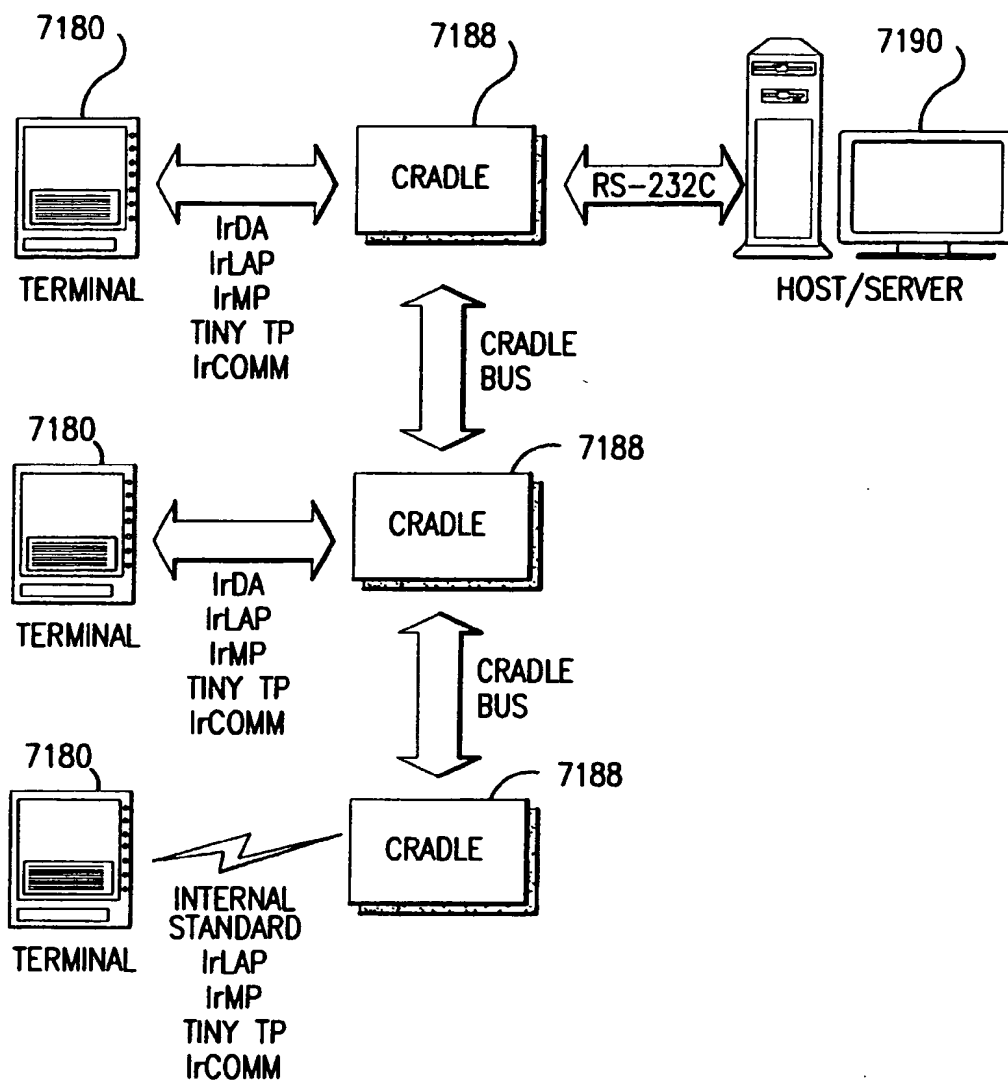 7180
7188
7190
CRADLE
RS-232C
IrDA
IrLAP
IrMP
TINY TP
IrCOMM
TERMINAL
HOST/SERVER
CRADLE
BUS
7180
7188
CRADLE
IrDA
IrLAP
IrMP
TINY TP
IrCOMM
TERMINAL
CRADLE
BUS
7180
7188
CRADLE
INTERNAL
STANDARD
IrLAP
IrMP
TINY TP
IrCOMM
TERMINAL